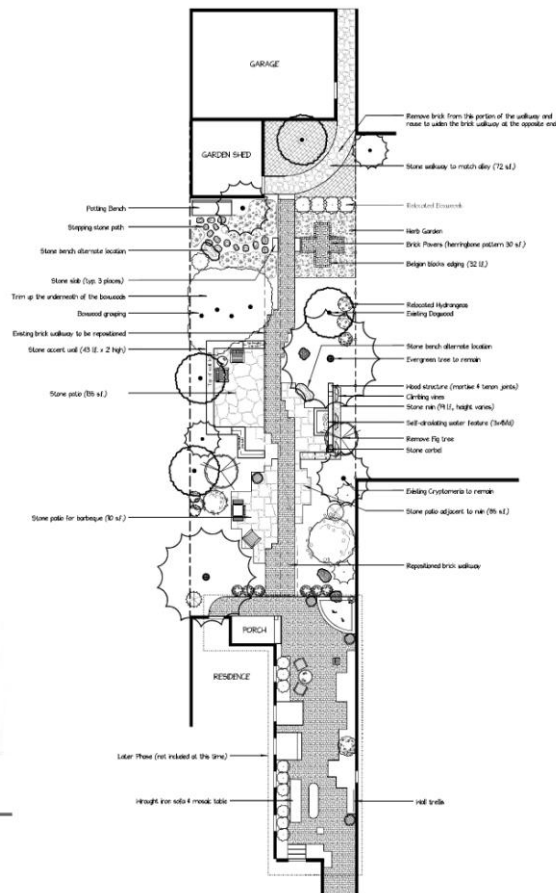 GARAGE
Remove brick from this portion of the walkway and
reuse to widen the brick walkway at the opposite end
GARDEN SHED
Stone walkway to match alley (72 s.f.)
Potting Bench
Relocated Boxwoods
Stepping stone path
Herb Garden
Stone bench alternate location
Brick Pavers (herringbone pattern 30 s.f.)
Belgian blocks edging (32 l.f.)
Stone slab (typ. 3 places)
Trim up the underneath of the boxwoods
Relocated Hydrangeas
Boxwood grouping
Existing Dogwood
Existing brick walkway to be repositioned
Stone accent wall (43 l.f. x 2 high)
Stone bench alternate location
Evergreen tree to remain
Wood structure (mortise & tenon joints)
Stone patio (185 s.f.)
Climbing vines
Stone ruin (19 l.f., height varies)
Self-circulating water feature
Remove Fig tree
Stone corbel
Existing Cryptomeria to remain
Stone patio for barbeque (90 s.f.)
Stone patio adjacent to ruin (86 s.f.)
Repositioned brick walkway
PORCH
RESIDENCE
Later Phase (not included at this time)
Wrought iron sofa & mosaic table
Wall trellis